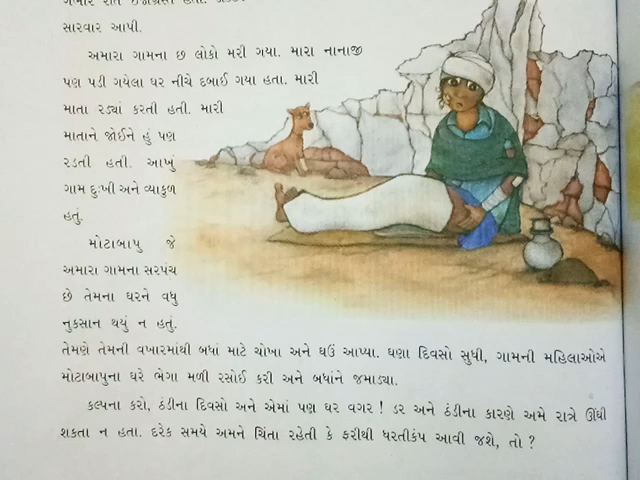 ગંભીર રીતે ઈજાગ્રસ્ત હતા.
સારવાર આપી.
અમારા ગામના છ લોકો મરી ગયા. મારા નાનાજી
પણ પડી ગયેલા ઘર નીચે દબાઈ ગયા હતા. મારી
માતા રડ્યાં કરતી હતી. મારી
માતાને જોઈને હું પણ
રડતી હતી. આખું
ગામ દુઃખી અને વ્યાકુળ
હતું.
મોટાબાપુ જે
અમારા ગામના સરપંચ
છે તેમના ઘરને વધુ
નુકસાન થયું ન હતું.
તેમણે તેમની વખારમાંથી બધાં માટે ચોખા અને ઘઉં આપ્યા. ઘણા દિવસો સુધી, ગામની મહિલાઓએ
મોટાબાપુના ઘરે ભેગા મળી રસોઈ કરી અને બધાંને જમાડ્યા.
કલ્પના કરો, ઠંડીના દિવસો અને એમાં પણ ઘર વગર ! ડર અને ઠંડીના કારણે અમે રાત્રે ઊંઘી
શકતા ન હતા. દરેક સમયે અમને ચિંતા રહેતી કે ફરીથી ધરતીકંપ આવી જશે, તો ?